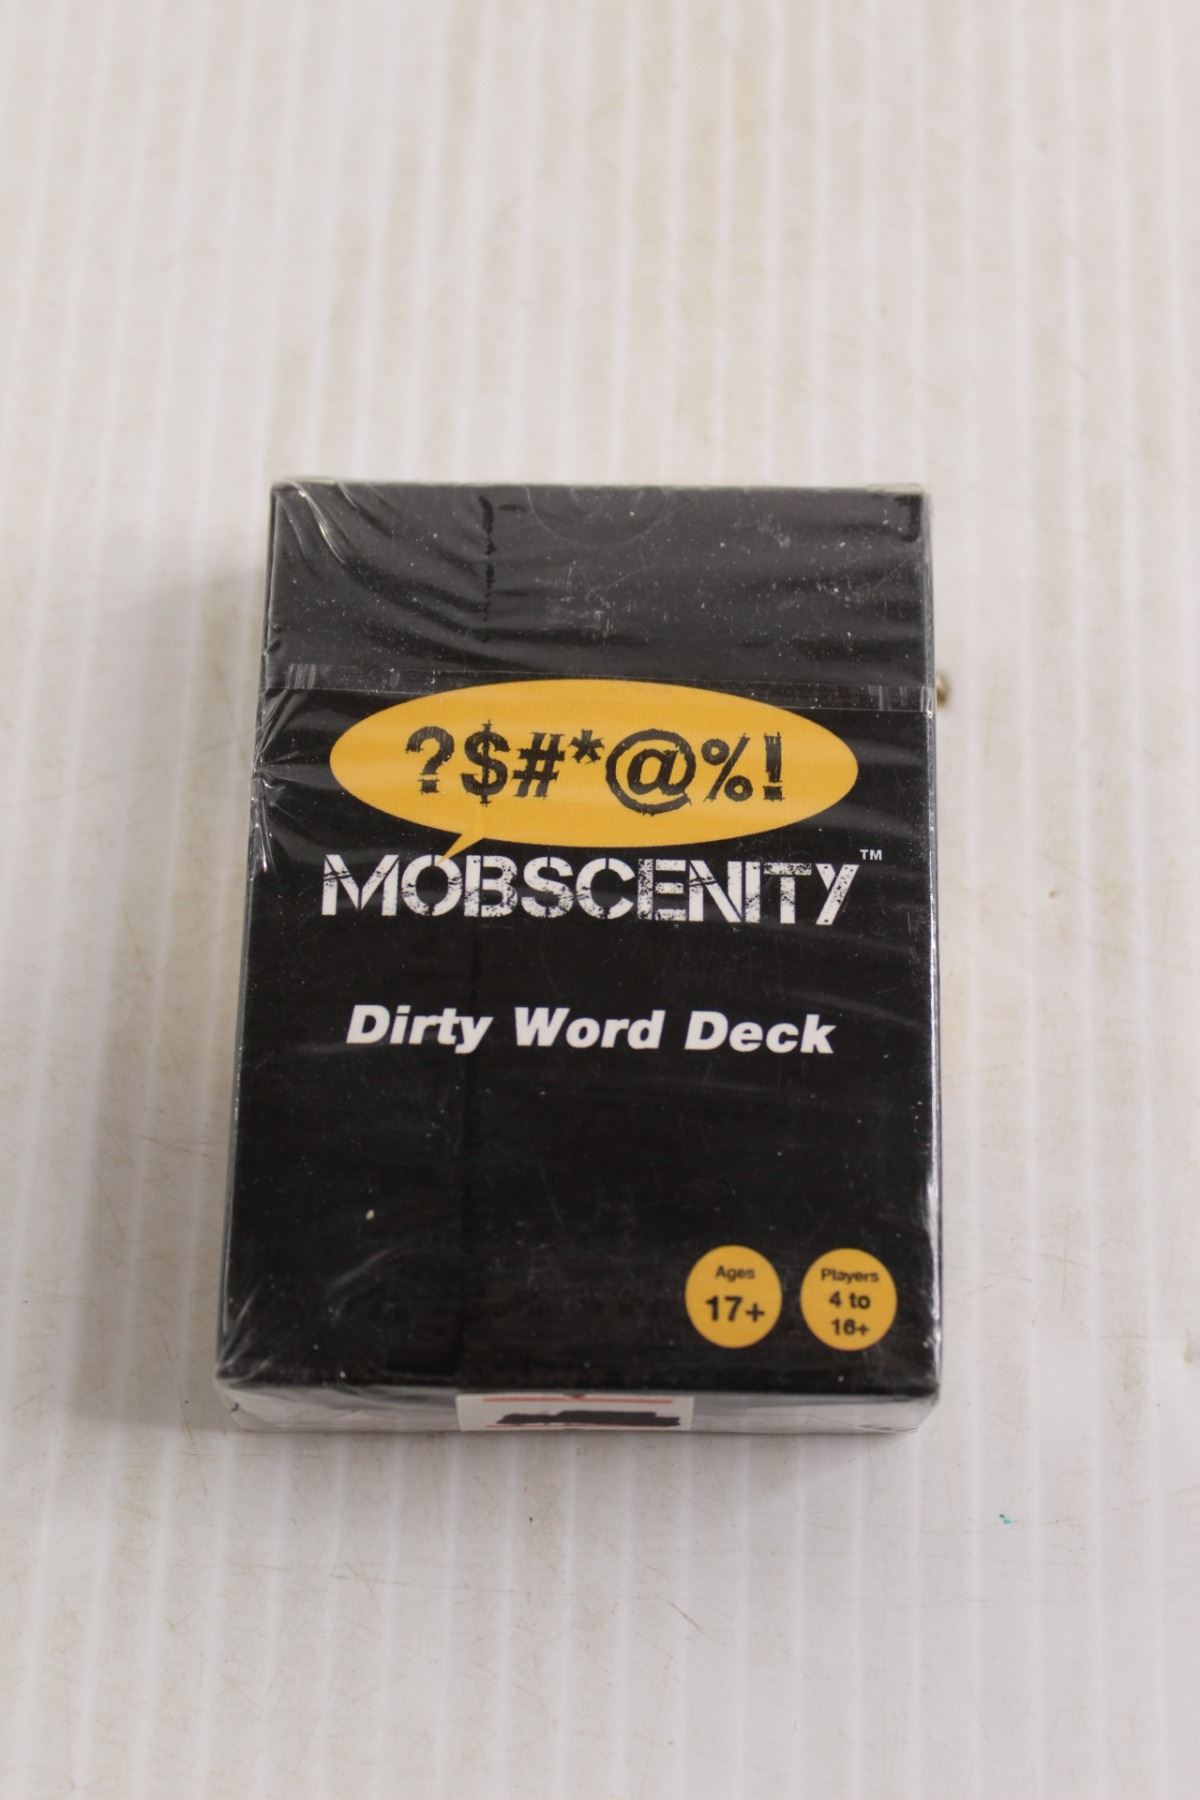 ?$#*@%!
MOBSCENITY™
Dirty Word Deck
Ages
17+
Players
4 to
16+